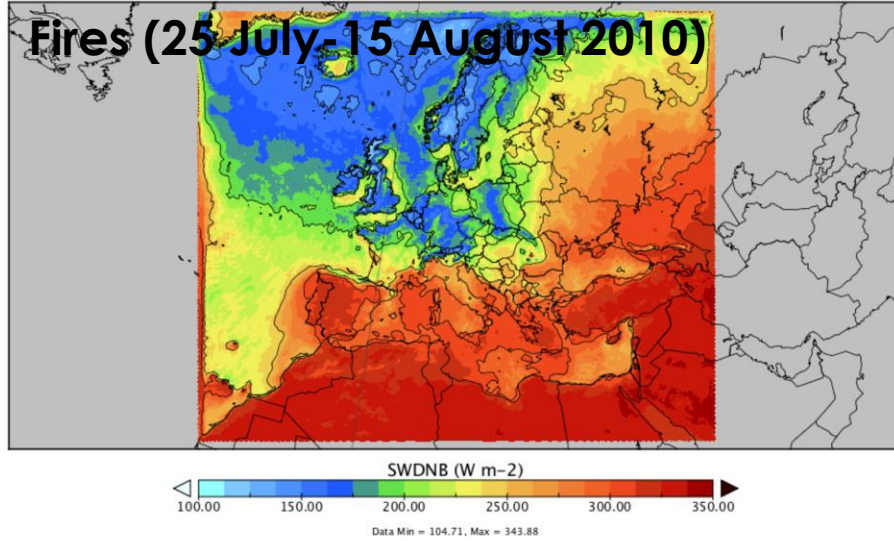 Fires (25 July-15 August 2010)
SWDNB (W m-2)
100.00 150.00 200.00 250.00 300.00 350.00
Data Min = 104.71, Max = 343.88